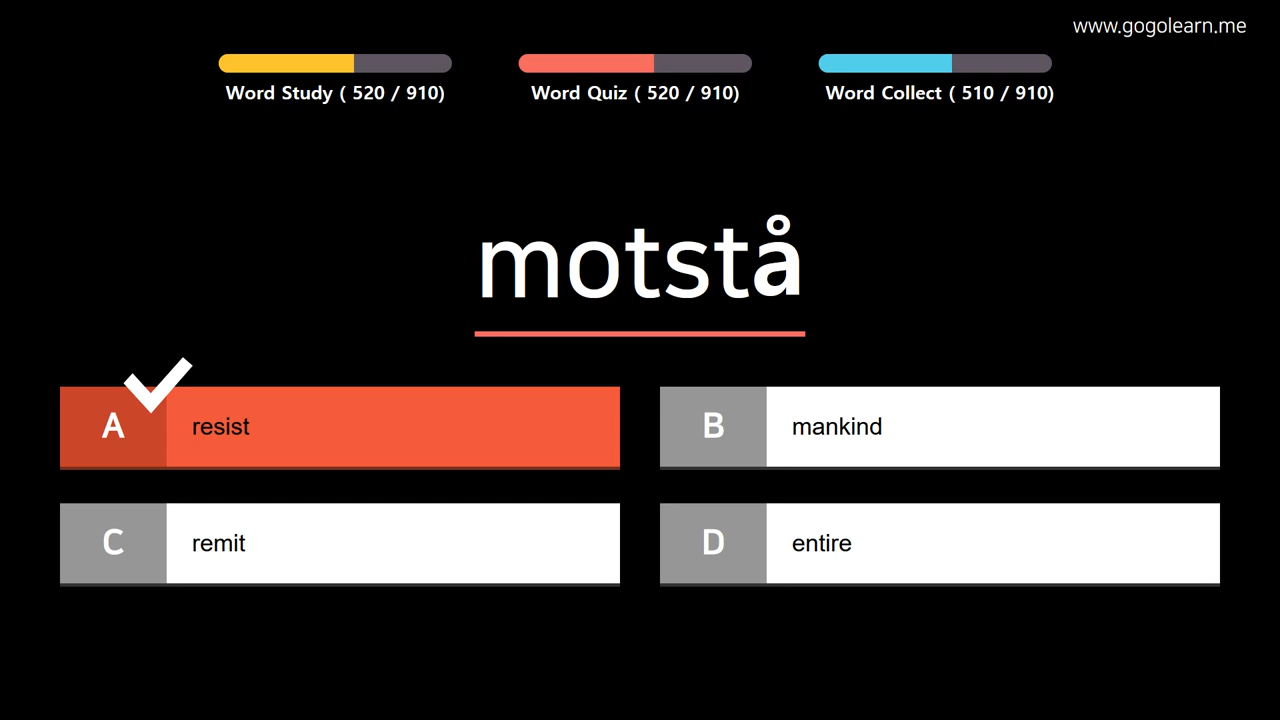 www.gogolearn.me
Word Study ( 520 / 910)
Word Quiz ( 520 / 910)
Word Collect ( 510 / 910)
motstå
A resist
B mankind
C remit
D entire